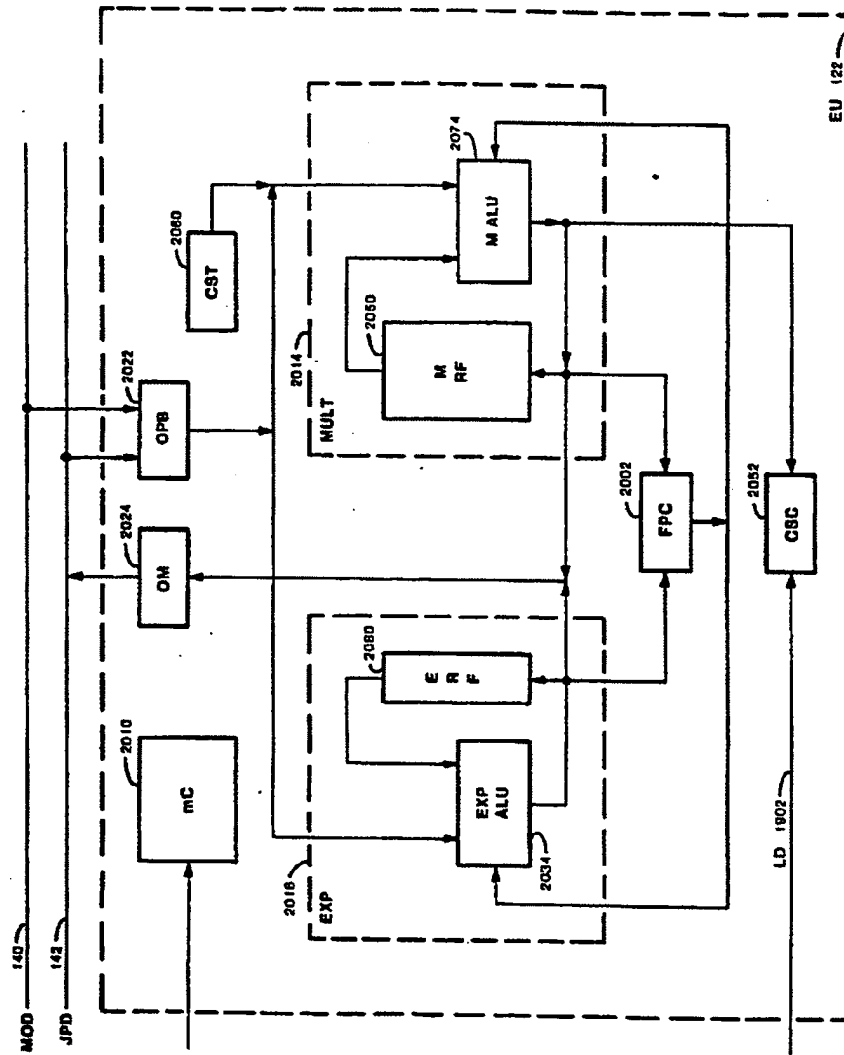 MOD
140
JPD
142
EU 122
mC
2010
OM
2024
OPB
2022
CST
2060
EXP
2016
EXP
ALU
2034
E
R
F
2080
MULT
2014
M
RF
2050
M ALU
2074
FPC
2002
CSC
2052
LD 1902